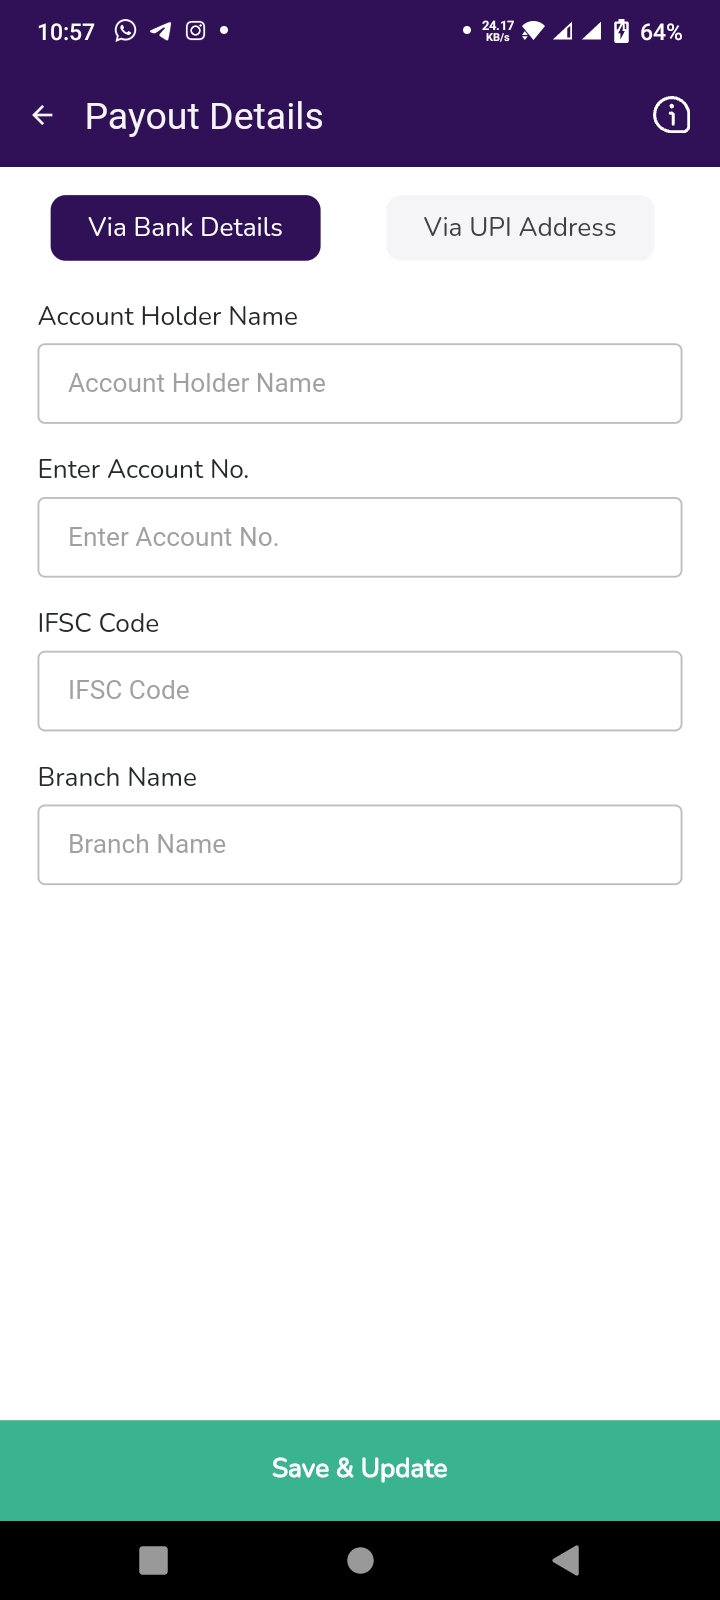 10:57
24.17
KB/s
64%
Payout Details
Via Bank Details
Via UPI Address
Account Holder Name
Account Holder Name
Enter Account No.
Enter Account No.
IFSC Code
IFSC Code
Branch Name
Branch Name
Save & Update